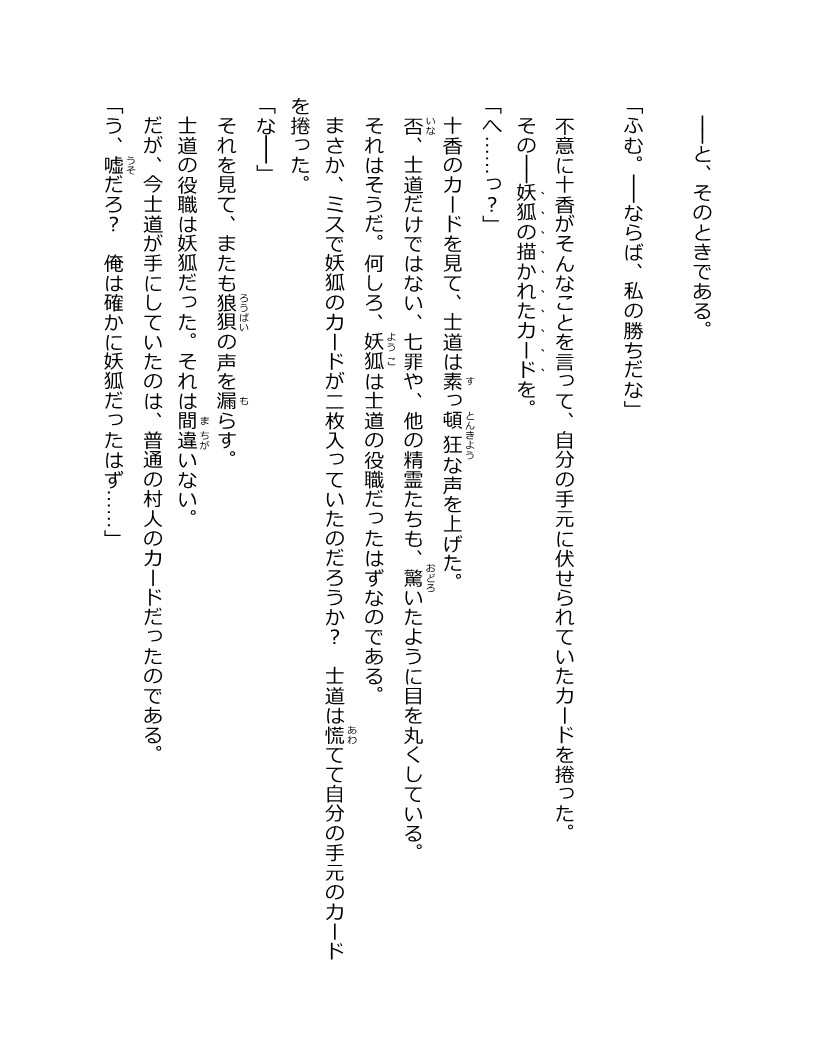 ――と、そのときである。
「ふむ。――ならば、私の勝ちだな」
不意に十香がそんなことを言って、自分の手元に伏せられていたカードを捲った。
その――妖狐の描かれたカードを。
「へ……っ?」
十香のカードを見て、士道は素っ頓狂な声を上げた。
否、士道だけではない、七罪や、他の精霊たちも、驚いたように目を丸くしている。
それはそうだ。何しろ、妖狐は士道の役職だったはずなのである。
まさか、ミスで妖狐のカードが二枚入っていたのだろうか? 士道は慌てて自分の手元のカード
を捲った。
「な――」
それを見て、またも狼狽の声を漏らす。
士道の役職は妖狐だった。それは間違いない。
だが、今士道が手にしていたのは、普通の村人のカードだったのである。
「う、嘘だろ? 俺は確かに妖狐だったはず……」